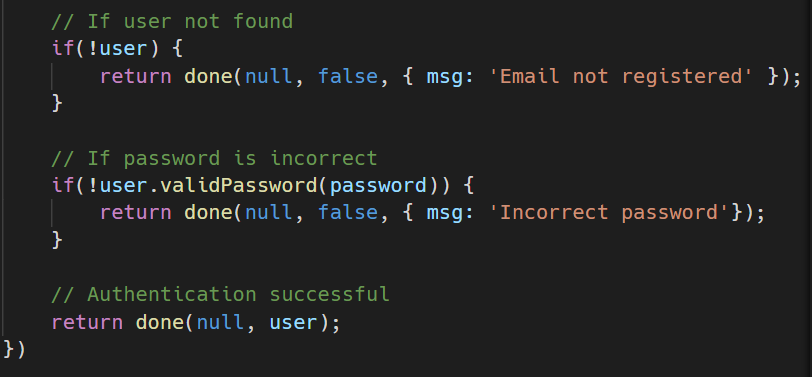 // If user not found
if(!user) {
return done(null, false, { msg: 'Email not registered' });
}
// If password is incorrect
if(!user.validPassword(password)) {
return done(null, false, { msg: 'Incorrect password'});
}
// Authentication successful
return done(null, user);
})